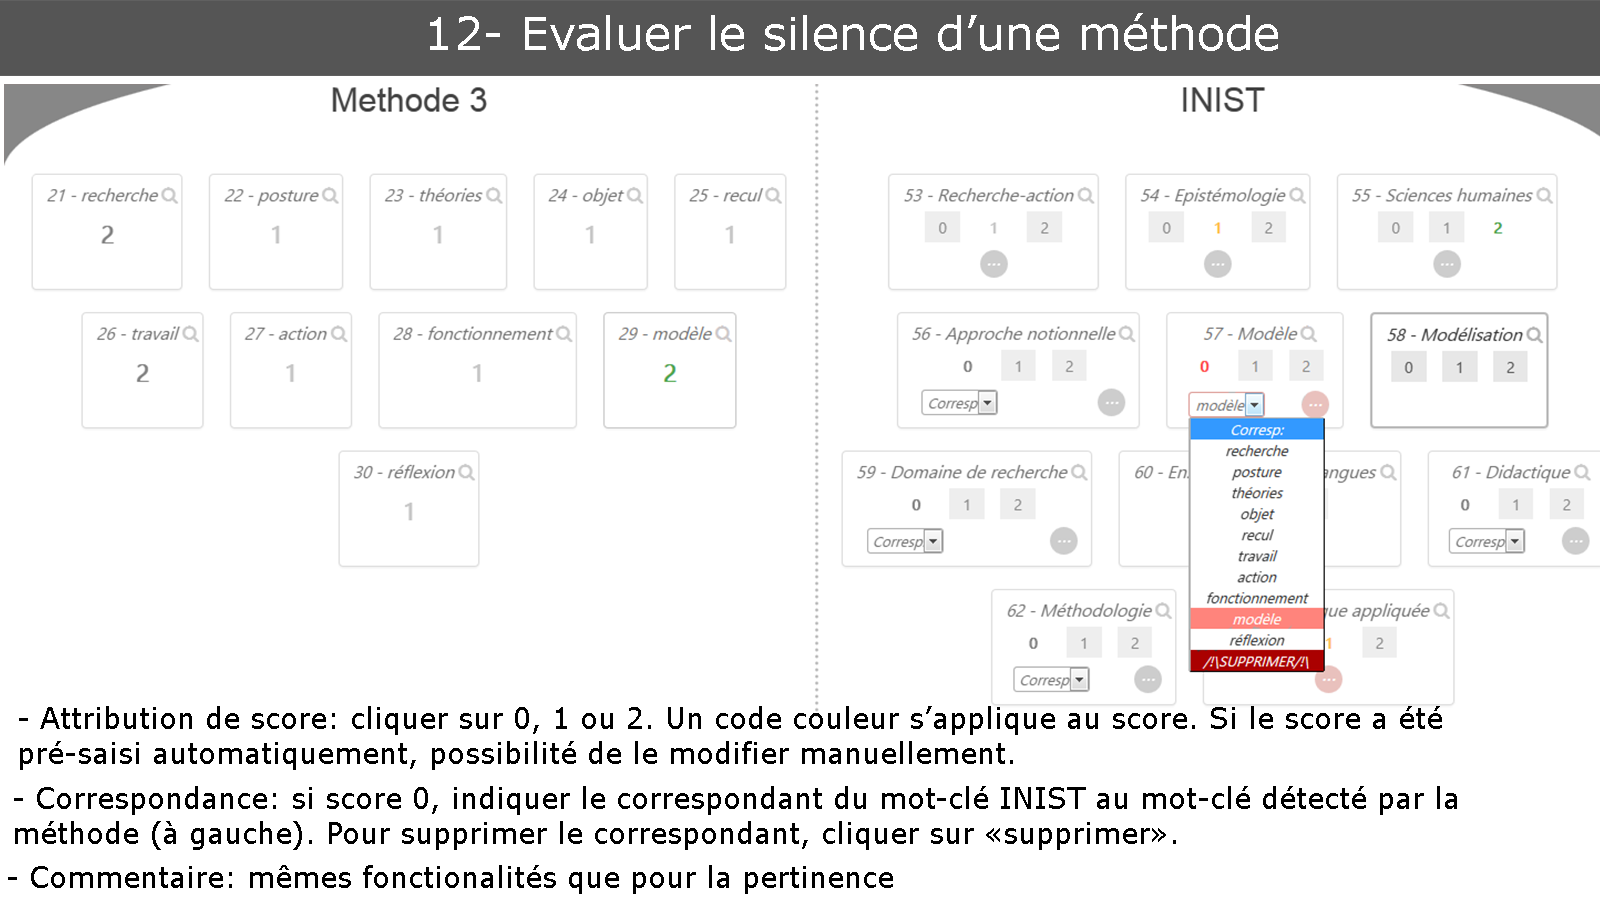 12- Evaluer le silence d’une méthode
Methode 3
21 - recherche
2
22 - posture
1
23 - théories
1
24 - objet
1
25 - recul
1
26 - travail
2
27 - action
1
28 - fonctionnement
1
29 - modèle
2
30 - réflexion
1
INIST
53 - Recherche-action
0 1 2
54 - Epistémologie
0 1 2
55 - Sciences humaines
0 1 2
56 - Approche notionnelle
0 1 2
Corresp
57 - Modèle
0 1 2
modèle
58 - Modélisation
0 1 2
Corresp:
recherche
posture
théories
objet
recul
travail
action
fonctionnement
modèle
réflexion
/!\SUPPRIMER/!\
59 - Domaine de recherche
0 1 2
Corresp
60 - En
angues
61 - Didactique
0 1 2
Corresp
62 - Méthodologie
0 1 2
Corresp
que appliquée
1 2
- Attribution de score: cliquer sur 0, 1 ou 2. Un code couleur s’applique au score. Si le score a été
pré-saisi automatiquement, possibilité de le modifier manuellement.
- Correspondance: si score 0, indiquer le correspondant du mot-clé INIST au mot-clé détecté par la
méthode (à gauche). Pour supprimer le correspondant, cliquer sur «supprimer».
- Commentaire: mêmes fonctionalités que pour la pertinence